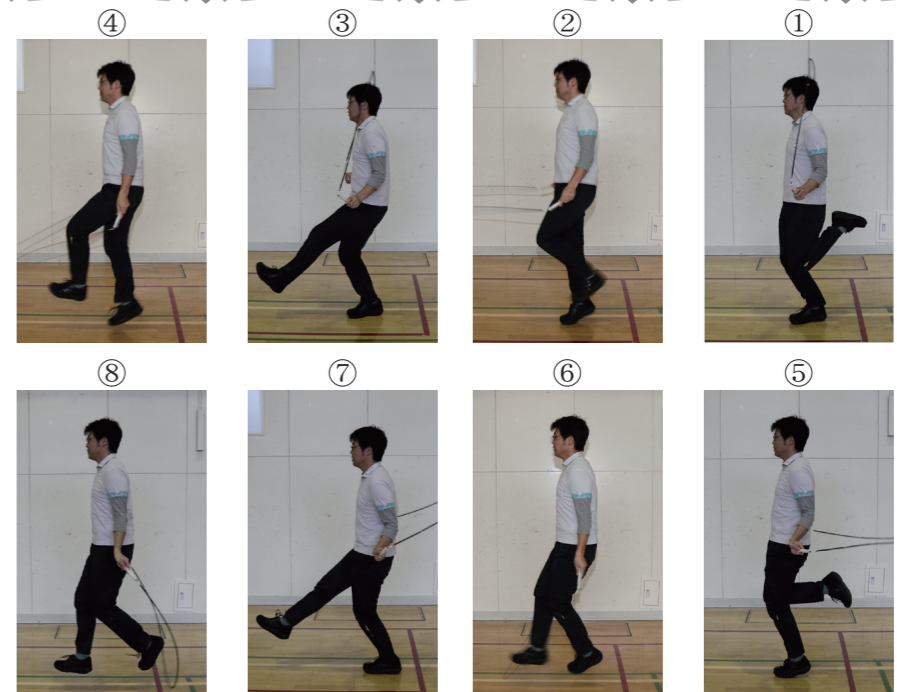 ④ ③ ② ①
⑧ ⑦ ⑥ ⑤